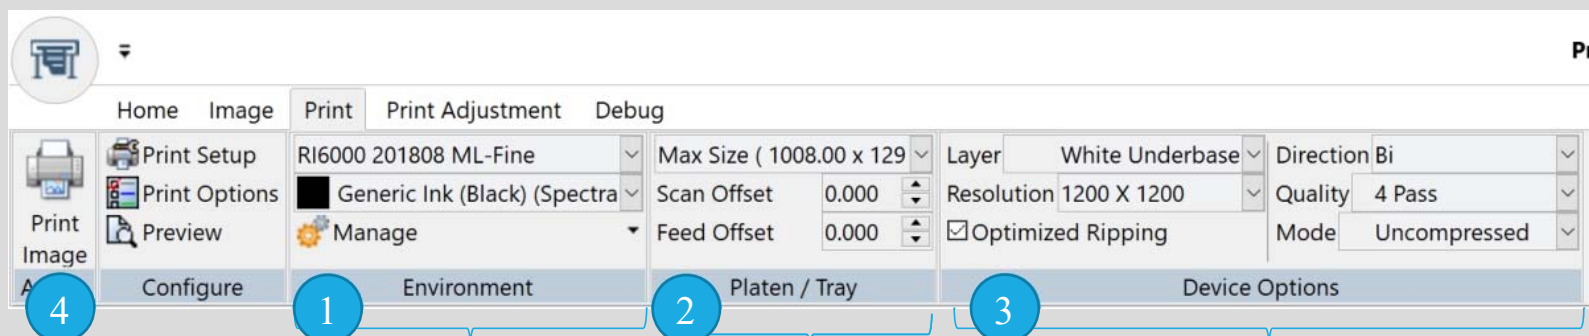 Pr
Home Image Print Print Adjustment Debug
Print Setup RI6000 201808 ML-Fine Max Size ( 1008.00 x 129 Layer White Underbase Direction Bi
Print Options Generic Ink (Black) (Spectra Scan Offset 0.000 Resolution 1200 X 1200 Quality 4 Pass
Print Image Preview Manage Feed Offset 0.000 Optimized Ripping Mode Uncompressed
A Configure Environment Platen / Tray Device Options
4 1 2 3